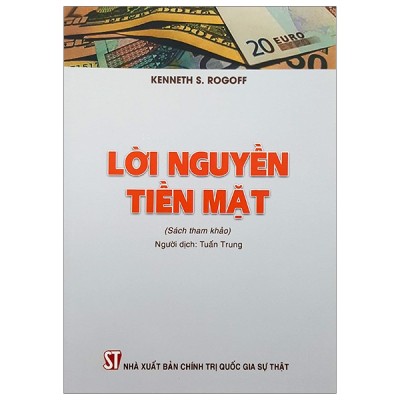 20 EURO
KENNETH S. ROGOFF
LỜI NGUYỀN
TIỀN MẶT
(Sách tham khảo)
Người dịch: Tuấn Trung
ST NHÀ XUẤT BẢN CHÍNH TRỊ QUỐC GIA SỰ THẬT